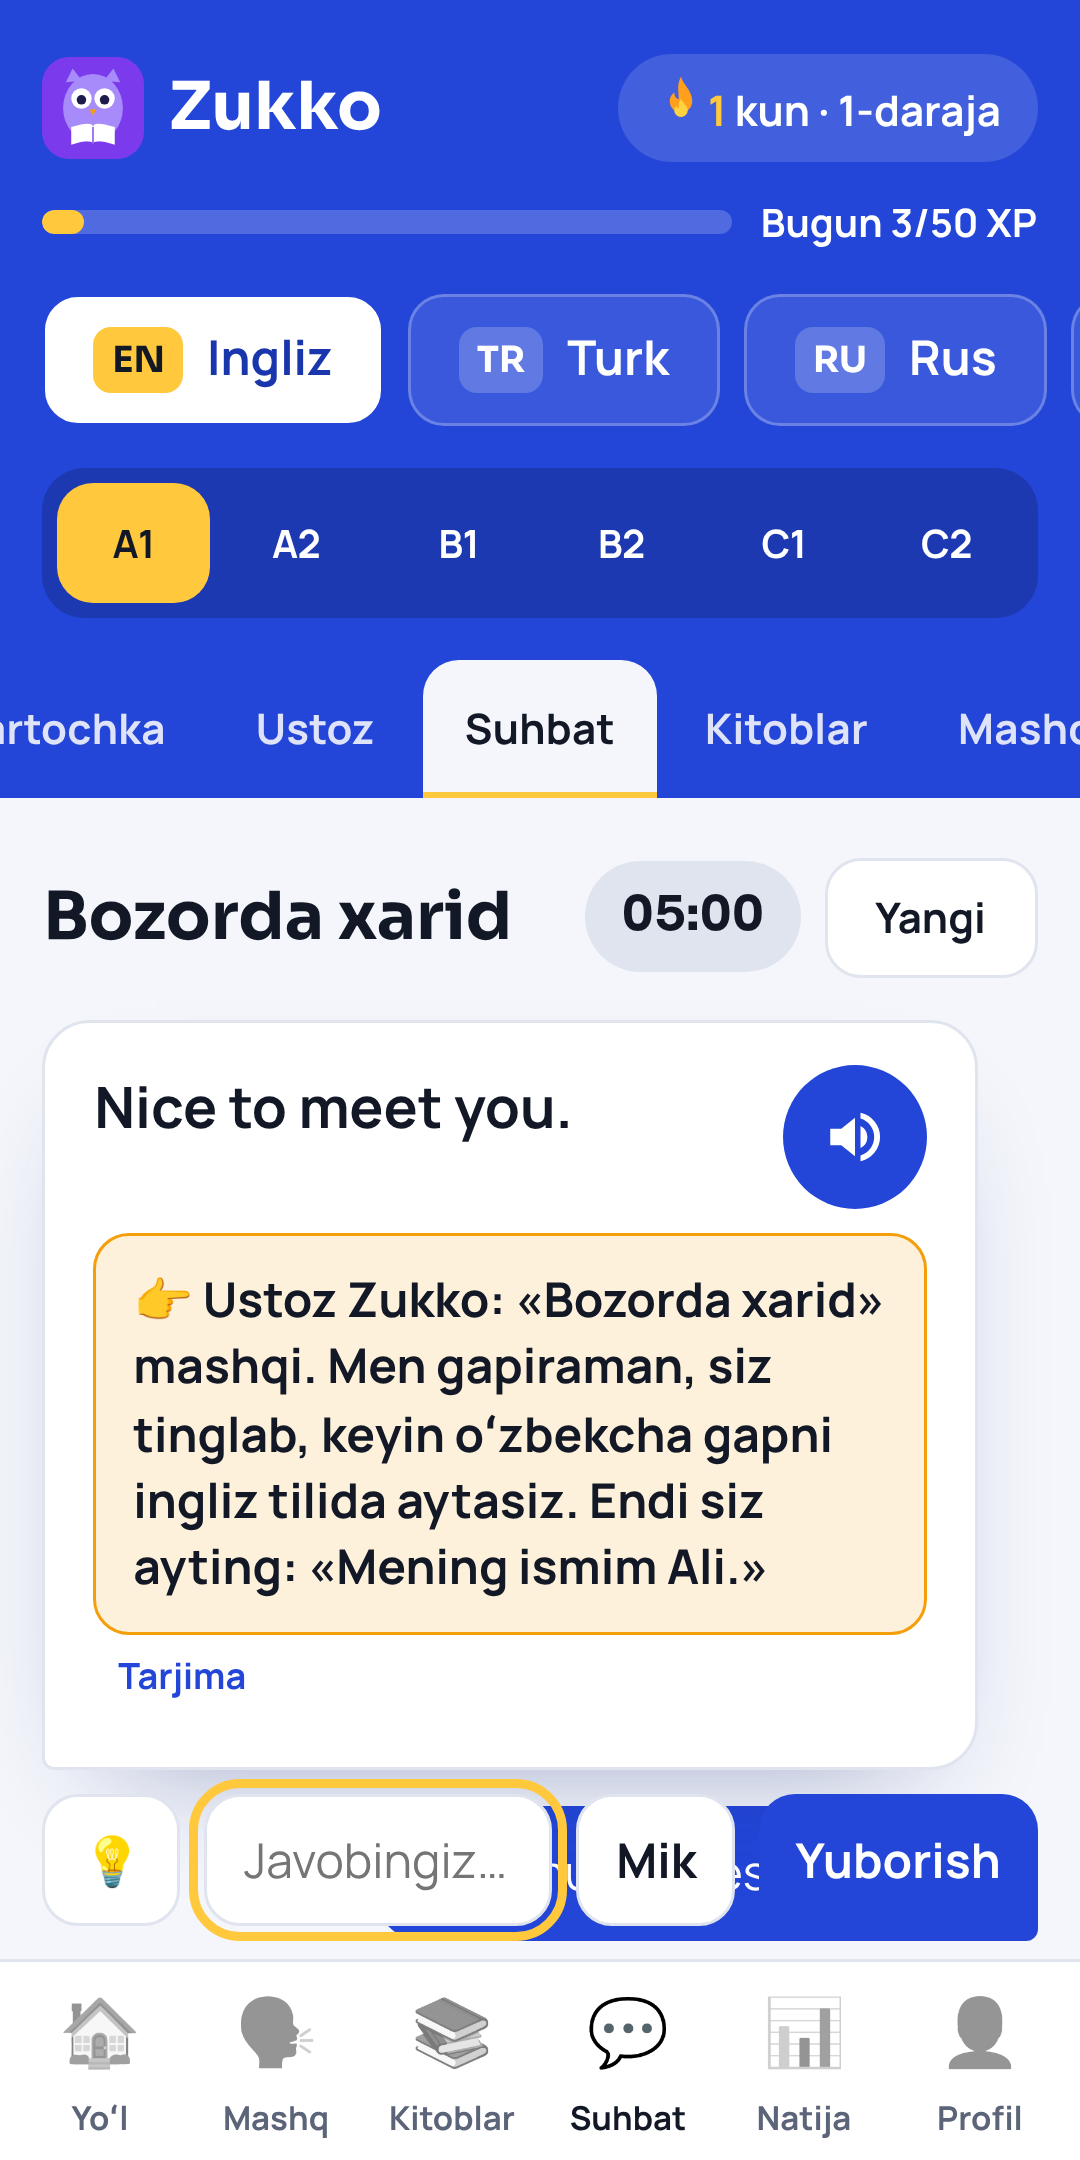 Zukko
1 kun · 1-daraja
Bugun 3/50 XP
EN Ingliz
TR Turk
RU Rus
A1 A2 B1 B2 C1 C2
artochka Ustoz Suhbat Kitoblar Mashq
Bozorda xarid
05:00
Yangi
Nice to meet you.
👉 Ustoz Zukko: «Bozorda xarid»
mashqi. Men gapiraman, siz
tinglab, keyin oʻzbekcha gapni
ingliz tilida aytasiz. Endi siz
ayting: «Mening ismim Ali.»
Tarjima
Javobingiz…
Mik
Yuborish
Yoʻl Mashq Kitoblar Suhbat Natija Profil